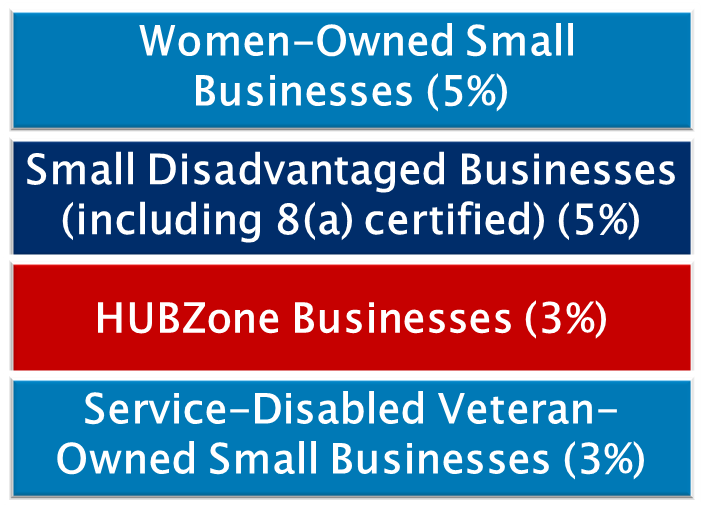 Women-Owned Small
Businesses (5%)
Small Disadvantaged Businesses
(including 8(a) certified) (5%)
HUBZone Businesses (3%)
Service-Disabled Veteran-
Owned Small Businesses (3%)